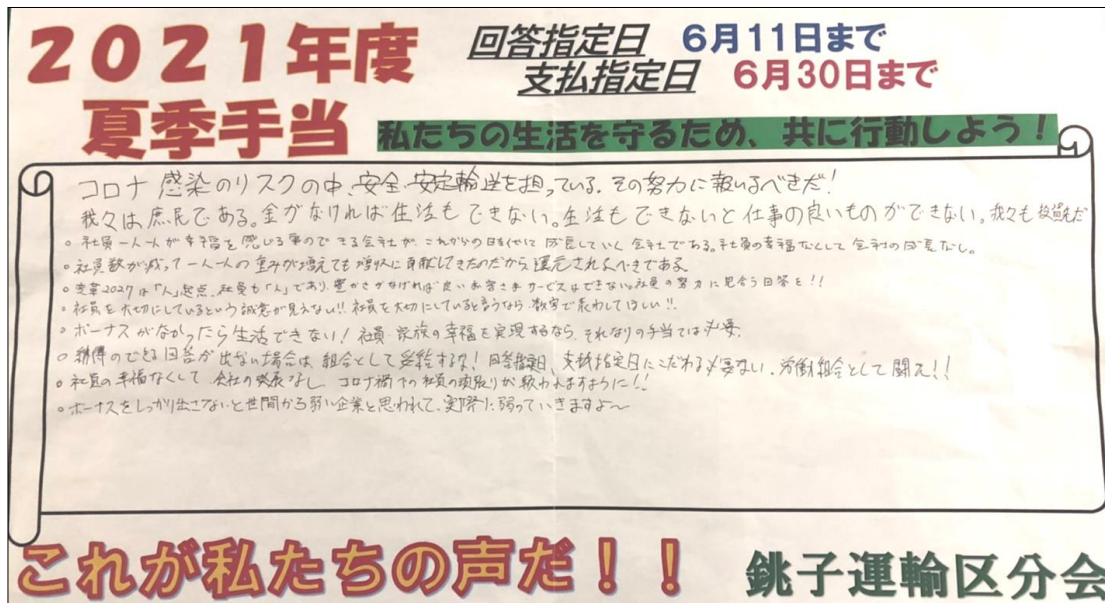 2021年度
夏季手当
回答指定日 6月11日まで
支払指定日 6月30日まで
私たちの生活を守るため、共に行動しよう！
コロナ感染のリスクの中、安全・安定輸送を担っている。その努力に報いるべきだ！
我々は庶民である。金がなければ生活もできない。生活もできないと仕事の良いものができない。我々も投資だ
。社員一人一人が幸福を感じる事のできる会社が、これからの時代に成長していく会社である。社員の幸福なくして会社の成長なし。
。社員数が減って一人一人の重みが増えても増収に貢献してきたのだから還元されるべきである
。変革2027は「人」起点、社員も「人」であり、豊かさがなければ良いお客さまサービスはできない。社員の努力に見合う回答を!!
。社員を大切にしているという誠意が見えない!! 社員を大切にしていると言うなら、数字で表わしてほしい!!
。ボーナスがなかったら生活できない! 社員・家族の幸福を実現するなら、それなりの手当ては必要。
。納得のできる回答が出ない場合は、組合として妥結するな! 回答指定日、支払指定日にこだわる必要ない。労働組合として闘え!!
。社員の幸福なくして会社の発展なし コロナ禍での社員の頑張りが報われますように!!
。ボーナスをしっかり出さないと世間から弱い企業と思われて、実際に弱っていきますよ〜
これが私たちの声だ！！
銚子運輸区分会